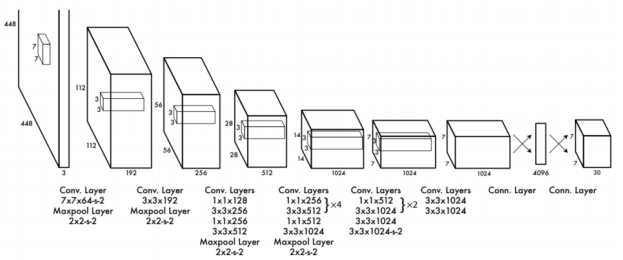 448
448
7
7
3
112
112
3
3
192
56
56
3
3
256
28
28
3
3
512
14
14
3
3
1024
7
7
3
3
1024
7
7
1024
4096
7
7
30
Conv. Layer
7x7x64-s-2
Maxpool Layer
2x2-s-2
Conv. Layer
3x3x192
Maxpool Layer
2x2-s-2
Conv. Layers
1x1x128
3x3x256
1x1x256
3x3x512
Maxpool Layer
2x2-s-2
Conv. Layers
1x1x256
3x3x512 }×4
1x1x512
3x3x1024
Maxpool Layer
2x2-s-2
Conv. Layers
1x1x512
3x3x1024 }×2
3x3x1024
3x3x1024-s-2
Conv. Layers
3x3x1024
3x3x1024
Conn. Layer
Conn. Layer